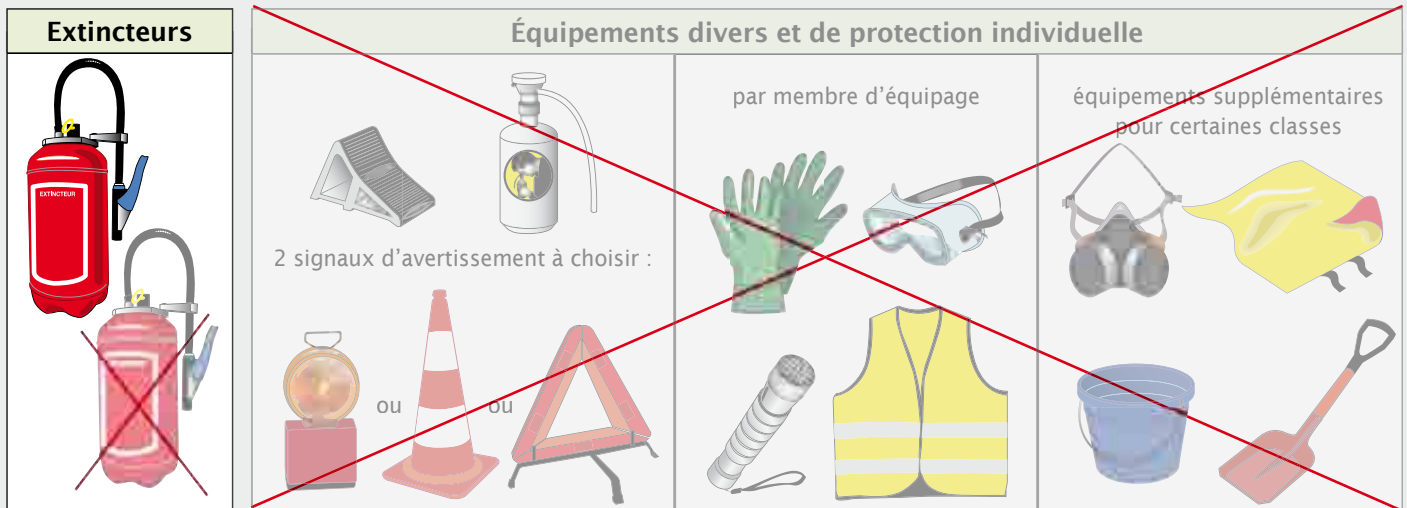 Extincteurs
EXTINCTEUR
Équipements divers et de protection individuelle
2 signaux d’avertissement à choisir :
ou
ou
par membre d’équipage
équipements supplémentaires
pour certaines classes